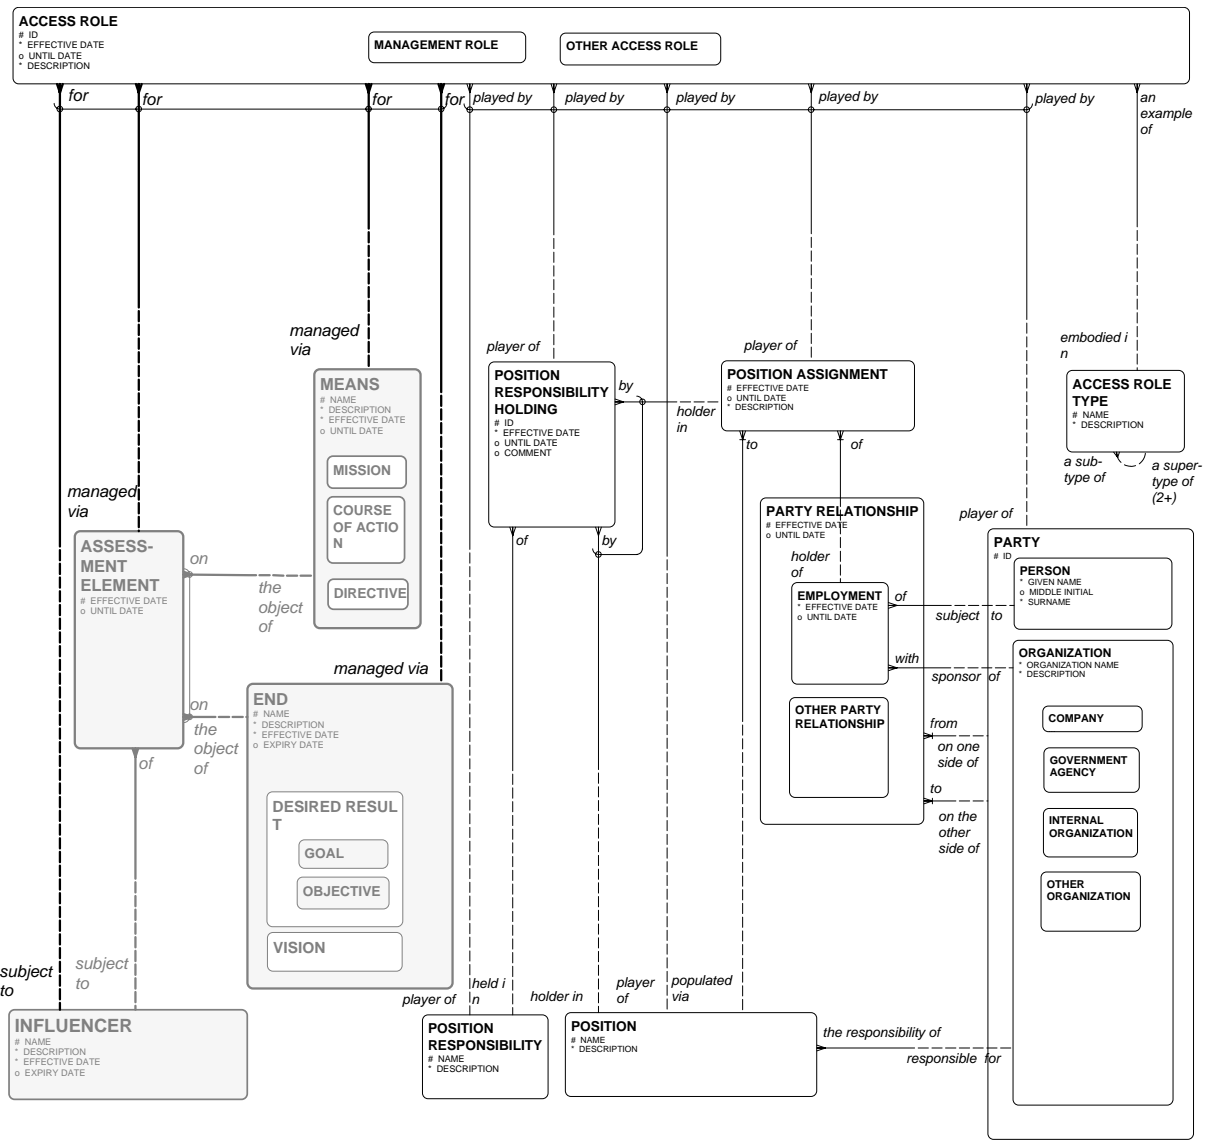 ACCESS ROLE
# ID
* EFFECTIVE DATE
o UNTIL DATE
* DESCRIPTION
MANAGEMENT ROLE
OTHER ACCESS ROLE
for
for
for
for
played by
played by
played by
played by
played by
an
example
of
managed
via
player of
player of
embodied i
n
MEANS
# NAME
* DESCRIPTION
* EFFECTIVE DATE
o UNTIL DATE
MISSION
COURSE
OF ACTIO
N
DIRECTIVE
POSITION
RESPONSIBILITY
HOLDING
# ID
* EFFECTIVE DATE
o UNTIL DATE
o COMMENT
by
holder
in
POSITION ASSIGNMENT
# EFFECTIVE DATE
o UNTIL DATE
* DESCRIPTION
to
of
ACCESS ROLE
TYPE
# NAME
* DESCRIPTION
a sub-
type of
a super-
type of
(2+)
managed
via
ASSESS-
MENT
ELEMENT
# EFFECTIVE DATE
o UNTIL DATE
on
the
object
of
of
by
PARTY RELATIONSHIP
# EFFECTIVE DATE
o UNTIL DATE
holder
of
EMPLOYMENT
* EFFECTIVE DATE
o UNTIL DATE
of
subject to
with
sponsor of
OTHER PARTY
RELATIONSHIP
from
on one
side of
to
on the
other
side of
player of
PARTY
# ID
PERSON
* GIVEN NAME
o MIDDLE INITIAL
* SURNAME
ORGANIZATION
* ORGANIZATION NAME
* DESCRIPTION
COMPANY
GOVERNMENT
AGENCY
INTERNAL
ORGANIZATION
OTHER
ORGANIZATION
managed via
on
the
object
of
of
END
# NAME
* DESCRIPTION
* EFFECTIVE DATE
o EXPIRY DATE
DESIRED RESUL
T
GOAL
OBJECTIVE
VISION
subject
to
subject
to
INFLUENCER
# NAME
* DESCRIPTION
* EFFECTIVE DATE
o EXPIRY DATE
player of
held i
n
holder in
player
of
populated
via
POSITION
RESPONSIBILITY
# NAME
* DESCRIPTION
POSITION
# NAME
* DESCRIPTION
the responsibility of
responsible for